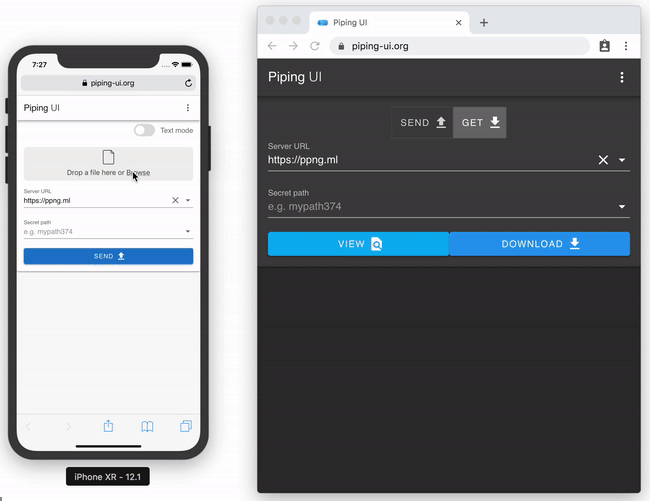 7:27
piping-ui.org
Piping UI
Text mode
Drop a file here or Browse
Server URL
https://ppng.ml
Secret path
e.g. mypath374
SEND
iPhone XR - 12.1
Piping UI
piping-ui.org
Piping UI
SEND GET
Server URL
https://ppng.ml
Secret path
e.g. mypath374
VIEW DOWNLOAD